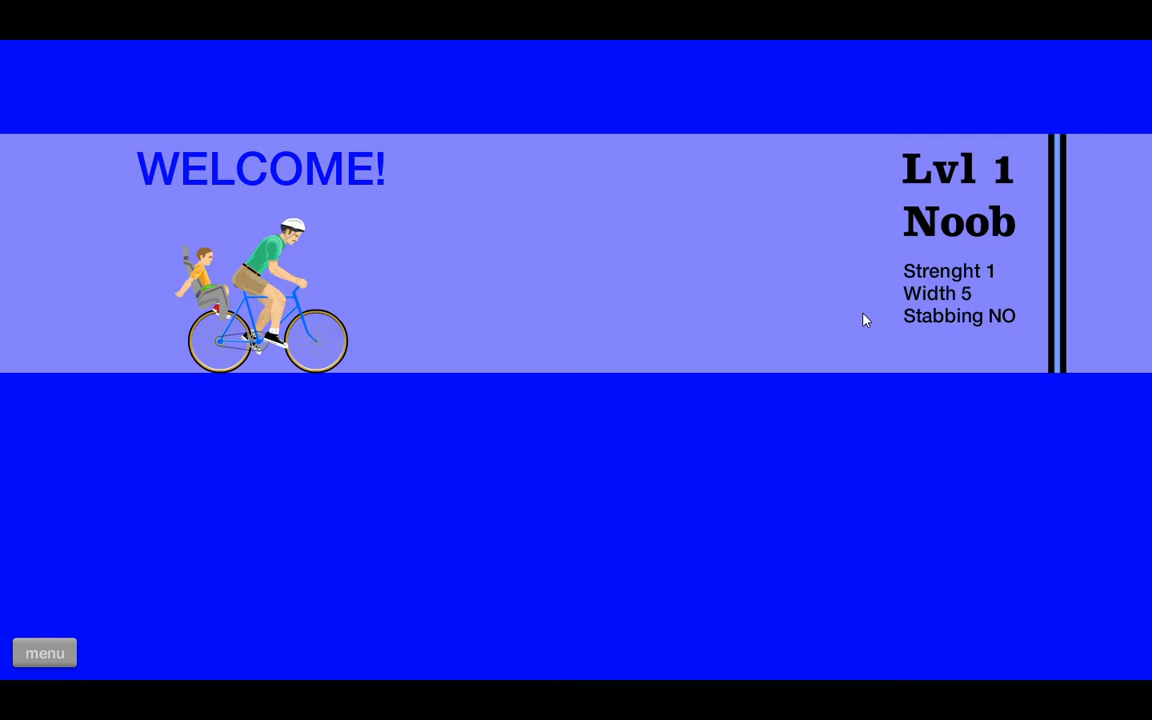 WELCOME!
Lvl 1
Noob
Strenght 1
Width 5
Stabbing NO
menu